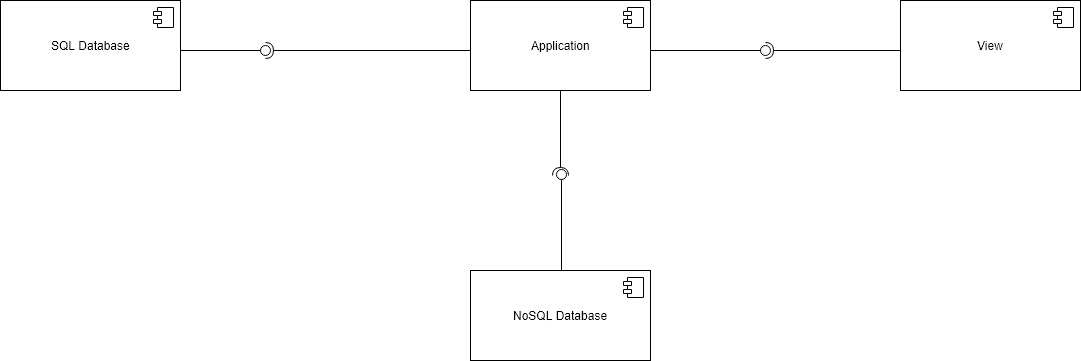 SQL Database
Application
View
NoSQL Database